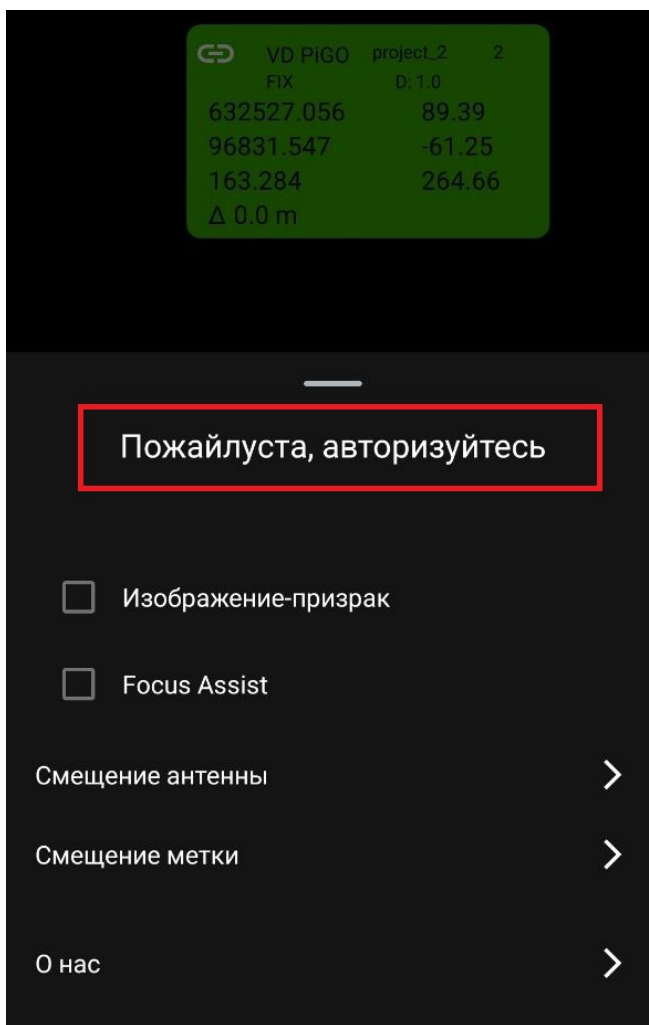 VD PiGO project_2 2
FIX D: 1.0
632527.056 89.39
96831.547 -61.25
163.284 264.66
Δ 0.0 m
Пожайлуста, авторизуйтесь
Изображение-призрак
Focus Assist
Смещение антенны
Смещение метки
О нас